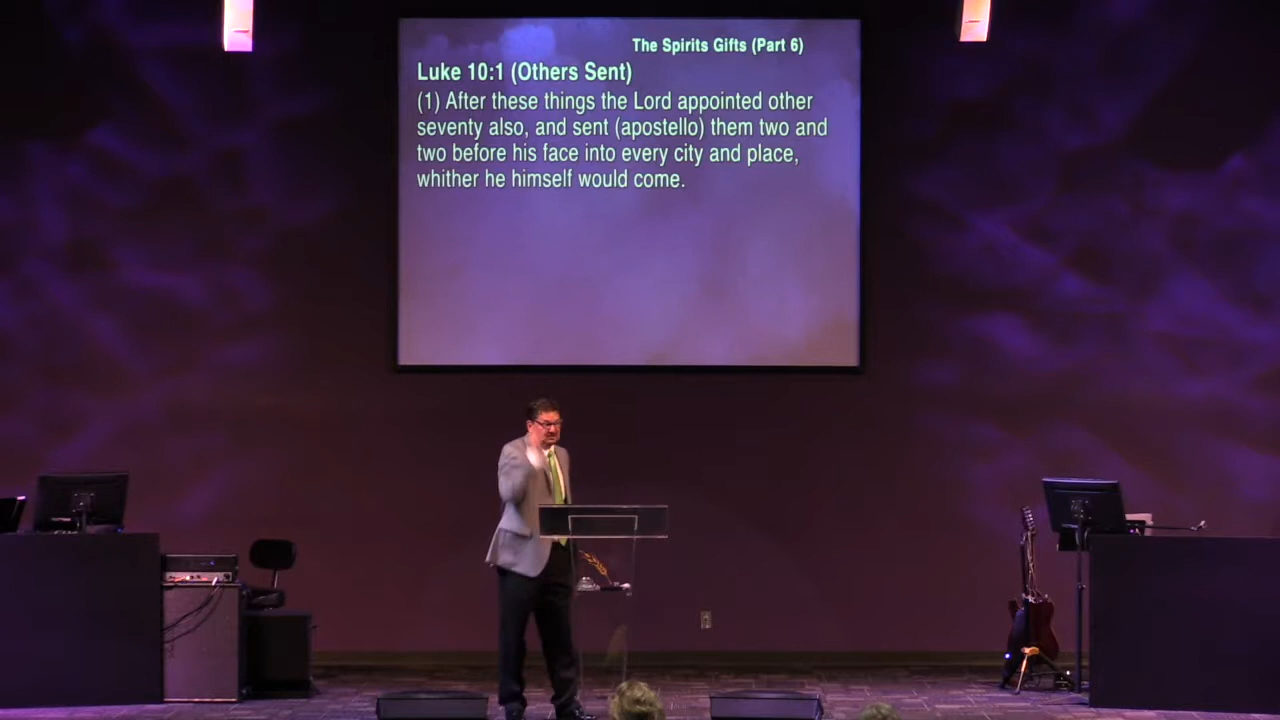 The Spirits Gifts (Part 6)
Luke 10:1 (Others Sent)
(1) After these things the Lord appointed other
seventy also, and sent (apostello) them two and
two before his face into every city and place,
whither he himself would come.